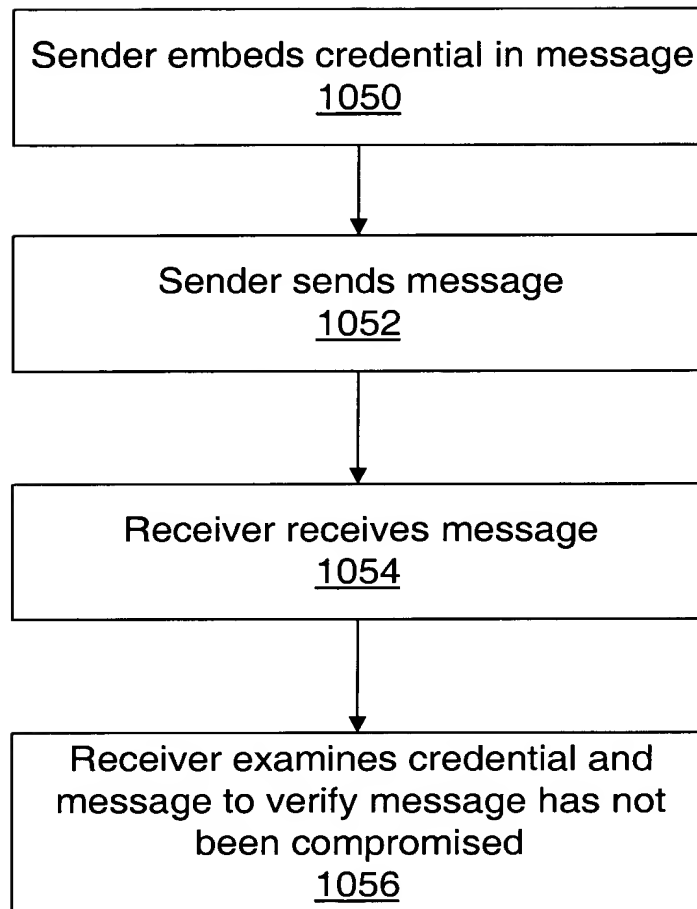 Sender embeds credential in message
1050
Sender sends message
1052
Receiver receives message
1054
Receiver examines credential and
message to verify message has not
been compromised
1056